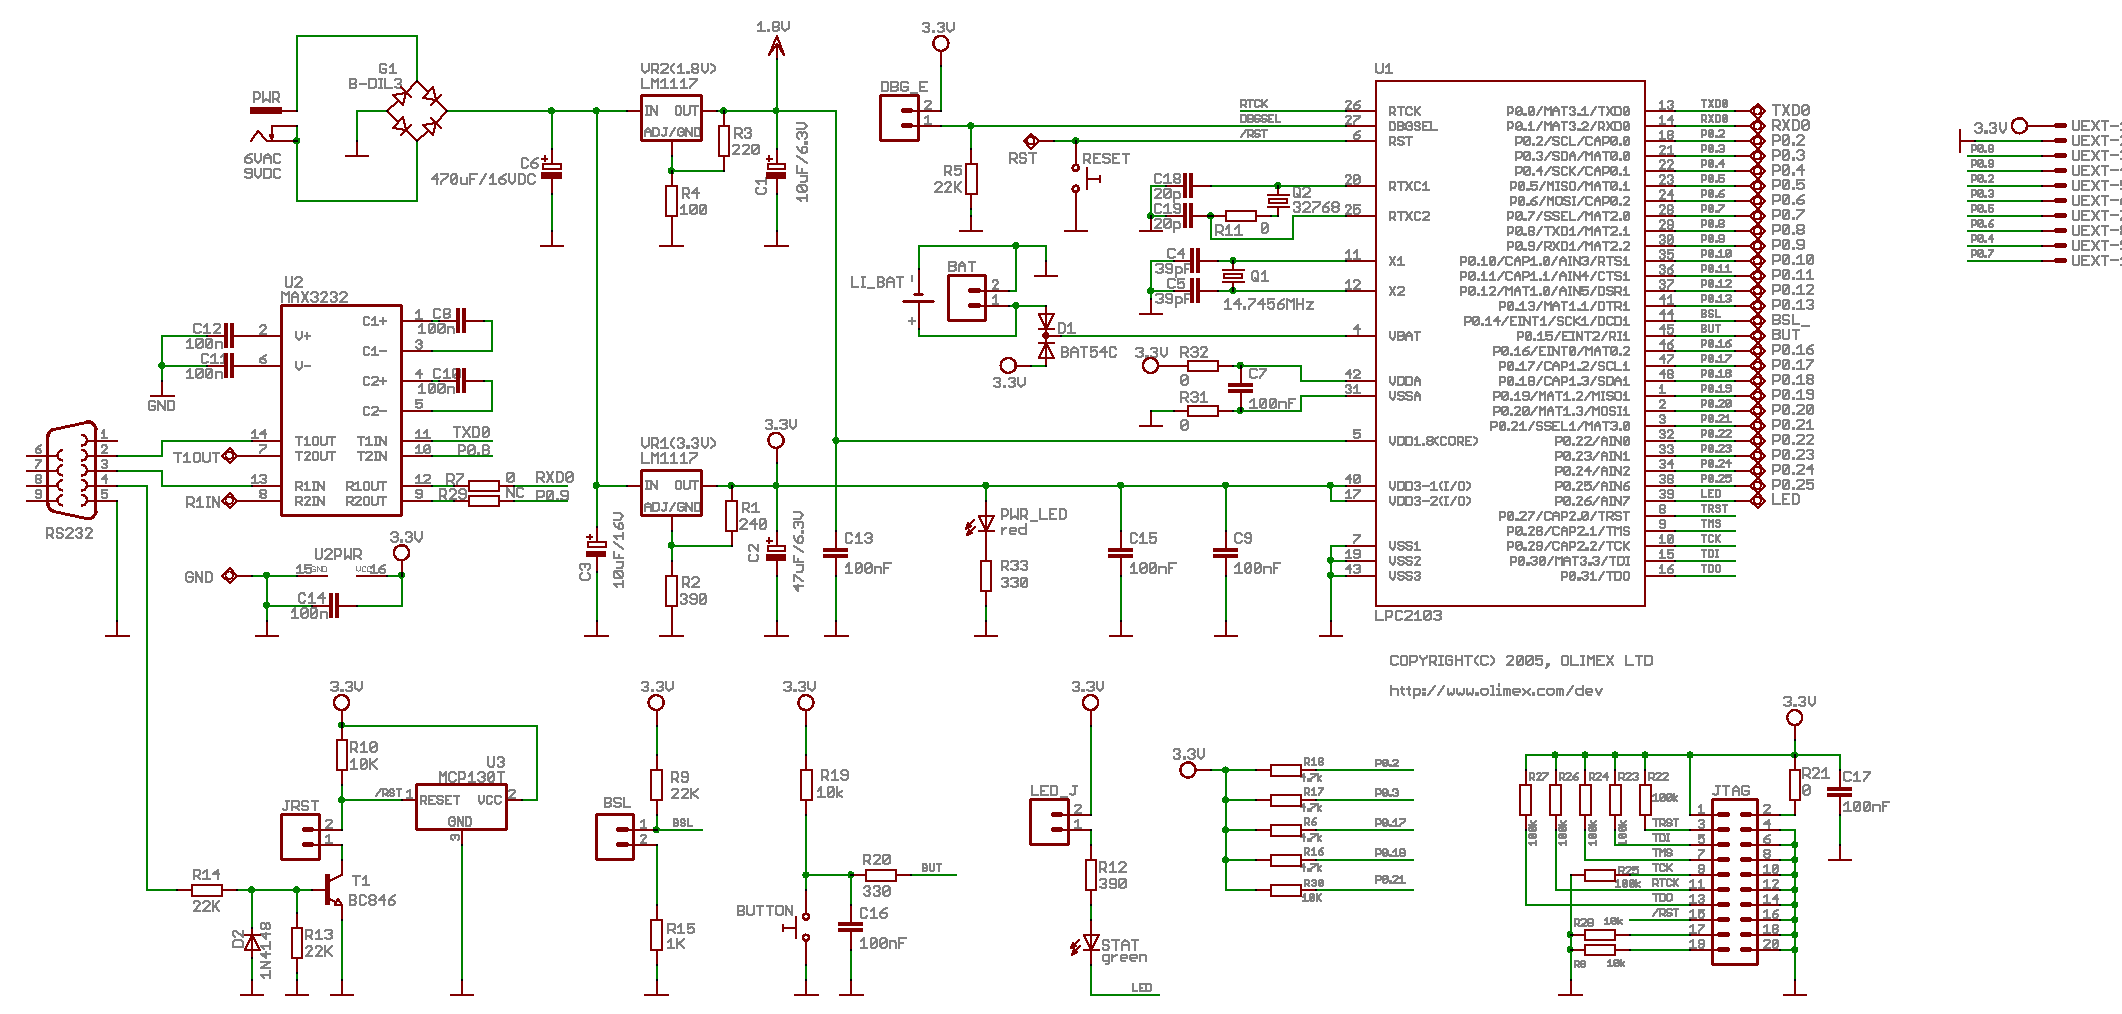 PWR
6VAC
9VDC
G1
B-DIL3
C6
470uF/16VDC
VR2(1.8V)
LM1117
IN OUT
ADJ/GND
R3
220
R4
100
1.8V
C1
10uF/6.3V
3.3V
DBG_E
2
1
R5
22K
RST
RESET
RTCK
DBGSEL
/RST
C18
20p
C19
20p
R11 0
Q2
32768
C4
39pF
C5
39pF
Q1
14.7456MHz
LI_BAT
+
BAT
2
1
D1
BAT54C
3.3V
3.3V R32
0
C7
100nF
R31
0
U1
26 RTCK
27 DBGSEL
6 RST
20 RTXC1
25 RTXC2
11 X1
12 X2
4 VBAT
42 VDDA
31 VSSA
5 VDD1.8(CORE)
40 VDD3-1(I/O)
17 VDD3-2(I/O)
7 VSS1
19 VSS2
43 VSS3
P0.0/MAT3.1/TXD0 13 TXD0 TXD0
P0.1/MAT3.2/RXD0 14 RXD0 RXD0
P0.2/SCL/CAP0.0 18 P0.2 P0.2
P0.3/SDA/MAT0.0 21 P0.3 P0.3
P0.4/SCK/CAP0.1 22 P0.4 P0.4
P0.5/MISO/MAT0.1 23 P0.5 P0.5
P0.6/MOSI/CAP0.2 24 P0.6 P0.6
P0.7/SSEL/MAT2.0 28 P0.7 P0.7
P0.8/TXD1/MAT2.1 29 P0.8 P0.8
P0.9/RXD1/MAT2.2 30 P0.9 P0.9
P0.10/CAP1.0/AIN3/RTS1 35 P0.10 P0.10
P0.11/CAP1.1/AIN4/CTS1 36 P0.11 P0.11
P0.12/MAT1.0/AIN5/DSR1 37 P0.12 P0.12
P0.13/MAT1.1/DTR1 41 P0.13 P0.13
P0.14/EINT1/SCK1/DCD1 44 BSL BSL_
P0.15/EINT2/RI1 45 BUT BUT
P0.16/EINT0/MAT0.2 46 P0.16 P0.16
P0.17/CAP1.2/SCL1 47 P0.17 P0.17
P0.18/CAP1.3/SDA1 48 P0.18 P0.18
P0.19/MAT1.2/MISO1 1 P0.19 P0.19
P0.20/MAT1.3/MOSI1 2 P0.20 P0.20
P0.21/SSEL1/MAT3.0 3 P0.21 P0.21
P0.22/AIN0 32 P0.22 P0.22
P0.23/AIN1 33 P0.23 P0.23
P0.24/AIN2 34 P0.24 P0.24
P0.25/AIN6 38 P0.25 P0.25
P0.26/AIN7 39 LED LED
P0.27/CAP2.0/TRST 8 TRST
P0.28/CAP2.1/TMS 9 TMS
P0.29/CAP2.2/TCK 10 TCK
P0.30/MAT3.3/TDI 15 TDI
P0.31/TDO 16 TDO
LPC2103
3.3V UEXT-
UEXT-
P0.8 UEXT-
P0.9 UEXT-
P0.2 UEXT-
P0.3 UEXT-
P0.5 UEXT-
P0.6 UEXT-
P0.4 UEXT-
P0.7 UEXT-
U2
MAX3232
C12
100n
C11
100n
GND
2 V+
6 V-
14 T1OUT
7 T2OUT
13 R1IN
8 R2IN
C1+ 1
C1- 3
C2+ 4
C2- 5
T1IN 11 TXD0
T2IN 10 P0.8
R1OUT 12 R7 0 RXD0
R2OUT 9 R29 NC P0.9
C8
100n
C10
100n
T1OUT
R1IN
RS232
6
7
8
9
1
2
3
4
5
U2PWR
3.3V
GND
15 GND VCC 16
C14
100n
VR1(3.3V)
LM1117
IN OUT
ADJ/GND
3.3V
R1
240
R2
390
C3
10uF/16V
C2
47uF/6.3V
C13
100nF
PWR_LED
red
R33
330
C15
100nF
C9
100nF
COPYRIGHT(C) 2005, OLIMEX LTD
http://www.olimex.com/dev
3.3V
R10
10K
U3
MCP130T
/RST 1 RESET VCC 2
GND
3
JRST
2
1
R14
22K
T1
BC846
D2
1N4148
R13
22K
3.3V
R9
22K
BSL
1
2
BSL
R15
1K
3.3V
R19
10k
R20
330
BUT
BUTTON
C16
100nF
3.3V
LED_J
2
1
R12
390
STAT
green
LED
3.3V
R18
4.7k
P0.2
R17
4.7k
P0.3
R6
4.7k
P0.17
R16
4.7k
P0.18
R30
10K
P0.21
3.3V
R27
100k
R26
100k
R24
100k
R23
100k
R22
100k
R21
0
C17
100nF
JTAG
1 2
TRST 3 4
TDI 5 6
TMS 7 8
TCK 9 10
RTCK 11 12
TDO 13 14
/RST 15 16
17 18
19 20
R25
100k
R28 10k
R8 10k